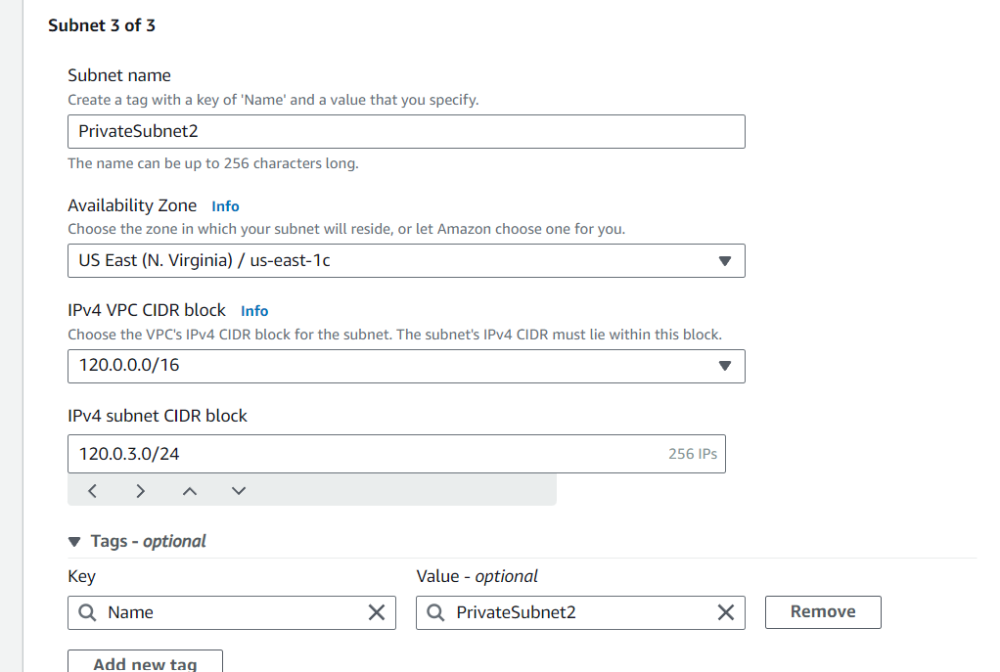 Subnet 3 of 3
Subnet name
Create a tag with a key of 'Name' and a value that you specify.
PrivateSubnet2
The name can be up to 256 characters long.
Availability Zone Info
Choose the zone in which your subnet will reside, or let Amazon choose one for you.
US East (N. Virginia) / us-east-1c
IPv4 VPC CIDR block Info
Choose the VPC's IPv4 CIDR block for the subnet. The subnet's IPv4 CIDR must lie within this block.
120.0.0.0/16
IPv4 subnet CIDR block
120.0.3.0/24 256 IPs
Tags - optional
Key Value - optional
Name PrivateSubnet2 Remove
Add new tag